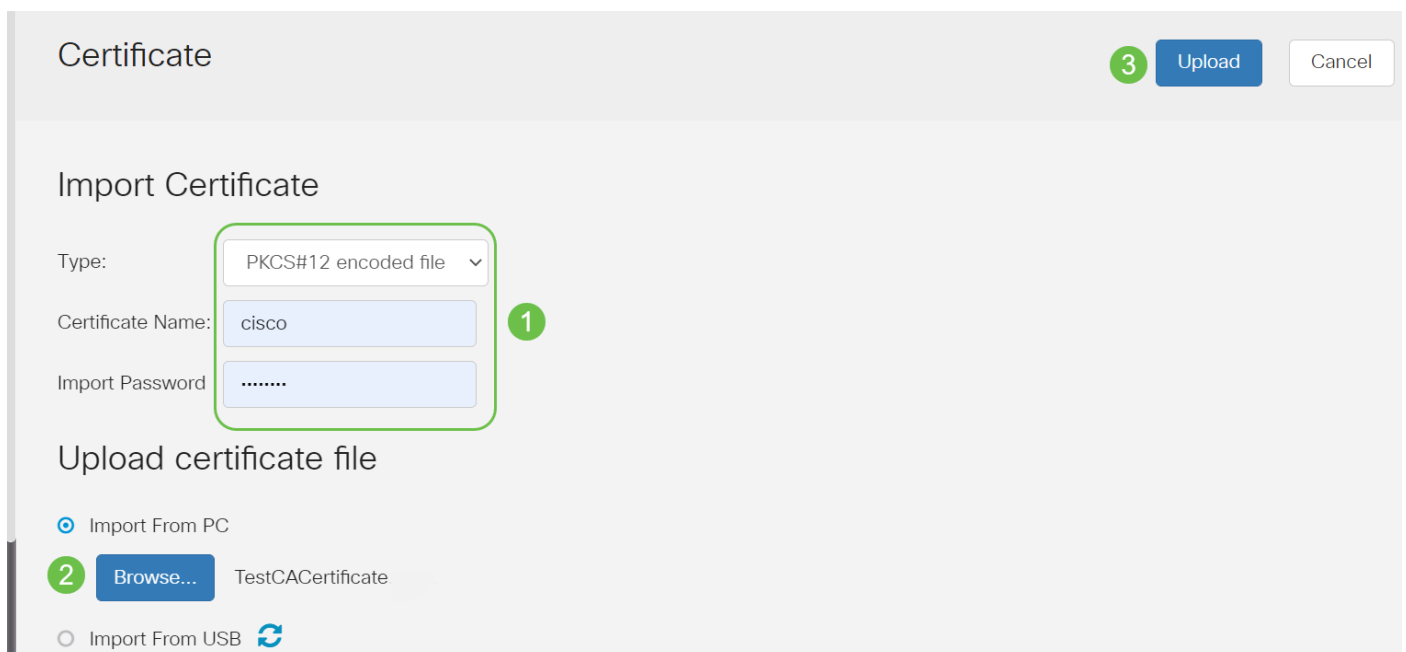 Certificate
3 Upload Cancel
Import Certificate
Type: PKCS#12 encoded file
Certificate Name: cisco 1
Import Password ········
Upload certificate file
Import From PC
2 Browse... TestCACertificate
Import From USB